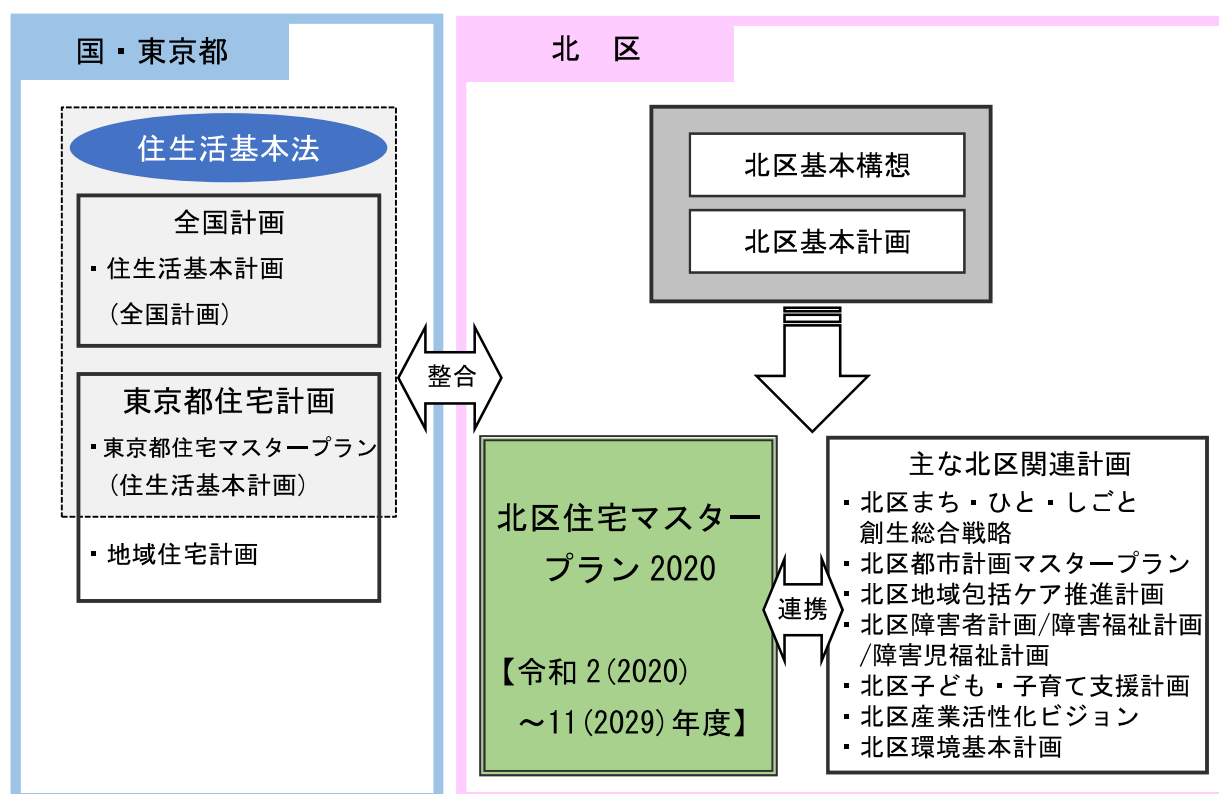 国・東京都
住生活基本法
全国計画
・住生活基本計画
(全国計画)
東京都住宅計画
・東京都住宅マスタープラン
(住生活基本計画)
・地域住宅計画
整合
北　区
北区基本構想
北区基本計画
北区住宅マスター
プラン 2020
【令和 2(2020)
～11(2029)年度】
連携
主な北区関連計画
・北区まち・ひと・しごと
創生総合戦略
・北区都市計画マスタープラン
・北区地域包括ケア推進計画
・北区障害者計画/障害福祉計画
/障害児福祉計画
・北区子ども・子育て支援計画
・北区産業活性化ビジョン
・北区環境基本計画